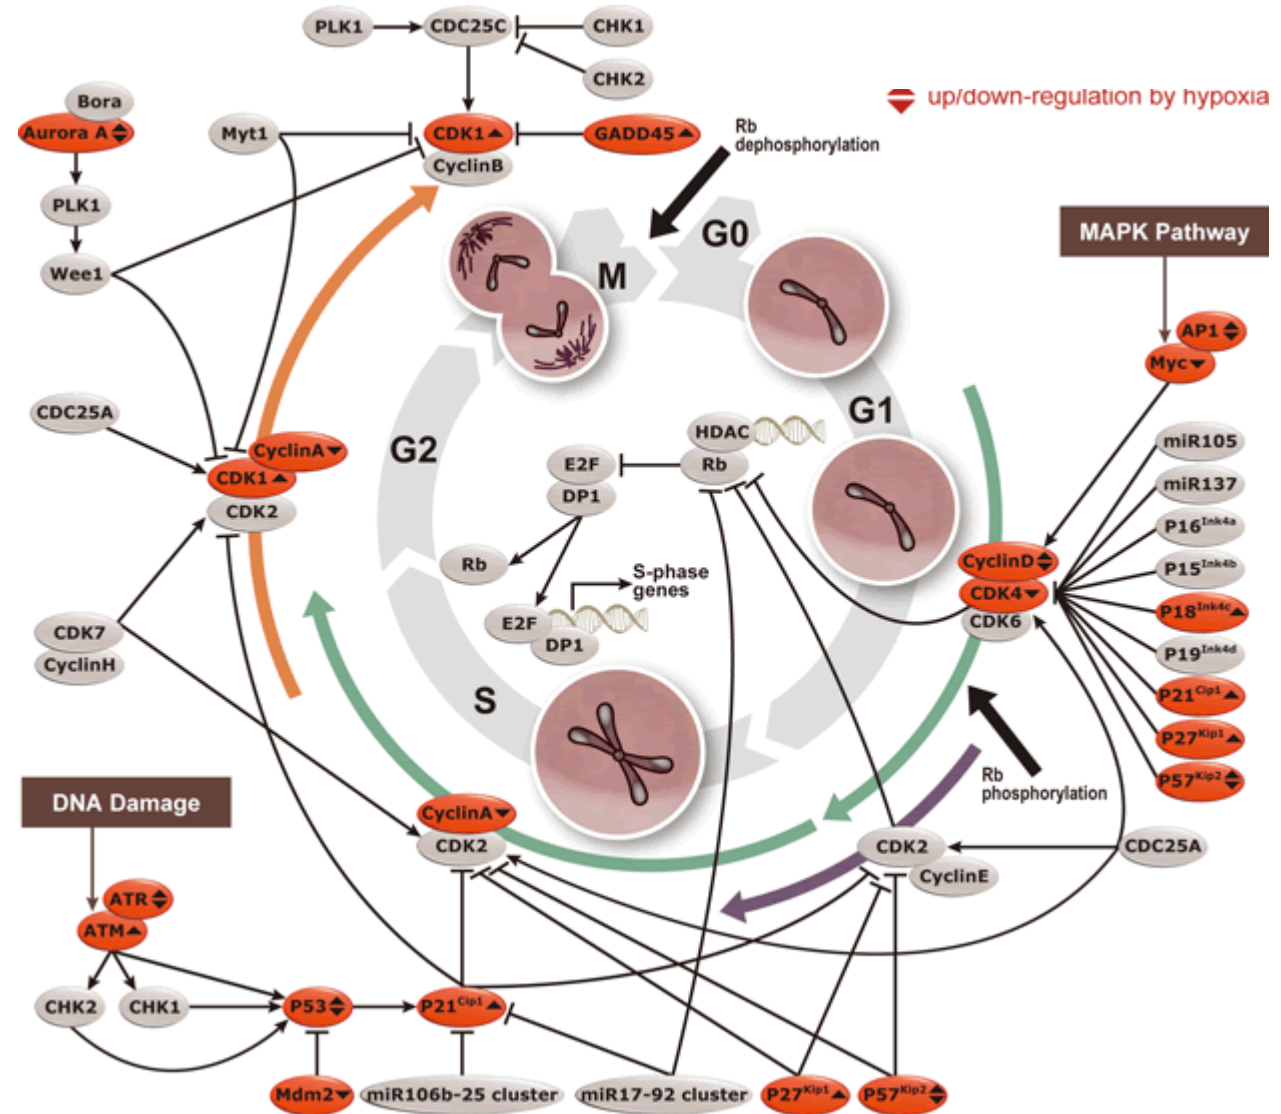 PLK1
CDC25C
CHK1
CHK2
up/down-regulation by hypoxia
Bora
Aurora A
Myt1
CDK1
GADD45
CyclinB
Rb
dephosphorylation
PLK1
Wee1
M
G0
MAPK Pathway
AP1
Myc
CDC25A
G2
G1
HDAC
Rb
E2F
DP1
miR105
miR137
P16Ink4a
P15Ink4b
P18Ink4c
P19Ink4d
P21Cip1
P27Kip1
P57Kip2
CyclinA
CDK1
CDK2
CyclinD
CDK4
CDK6
Rb
S-phase
genes
E2F
DP1
CDK7
CyclinH
S
Rb
phosphorylation
DNA Damage
CyclinA
CDK2
CDK2
CyclinE
CDC25A
ATR
ATM
CHK2
CHK1
P53
P21Cip1
Mdm2
miR106b-25 cluster
miR17-92 cluster
P27Kip1
P57Kip2